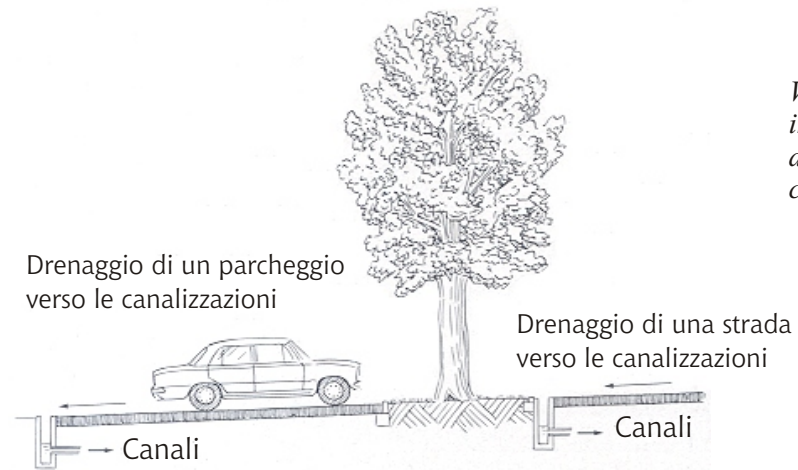 Drenaggio di un parcheggio
verso le canalizzazioni
Drenaggio di una strada
verso le canalizzazioni
Canali
Canali